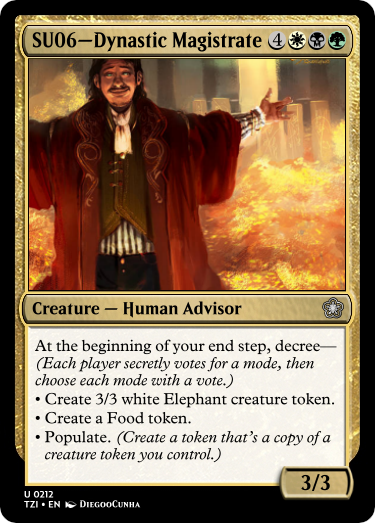 SU06—Dynastic Magistrate 4
Creature — Human Advisor
At the beginning of your end step, decree—
(Each player secretly votes for a mode, then
choose each mode with a vote.)
• Create 3/3 white Elephant creature token.
• Create a Food token.
• Populate. (Create a token that's a copy of a
creature token you control.)
3/3
U 0212
TZI • EN DiegooCunha